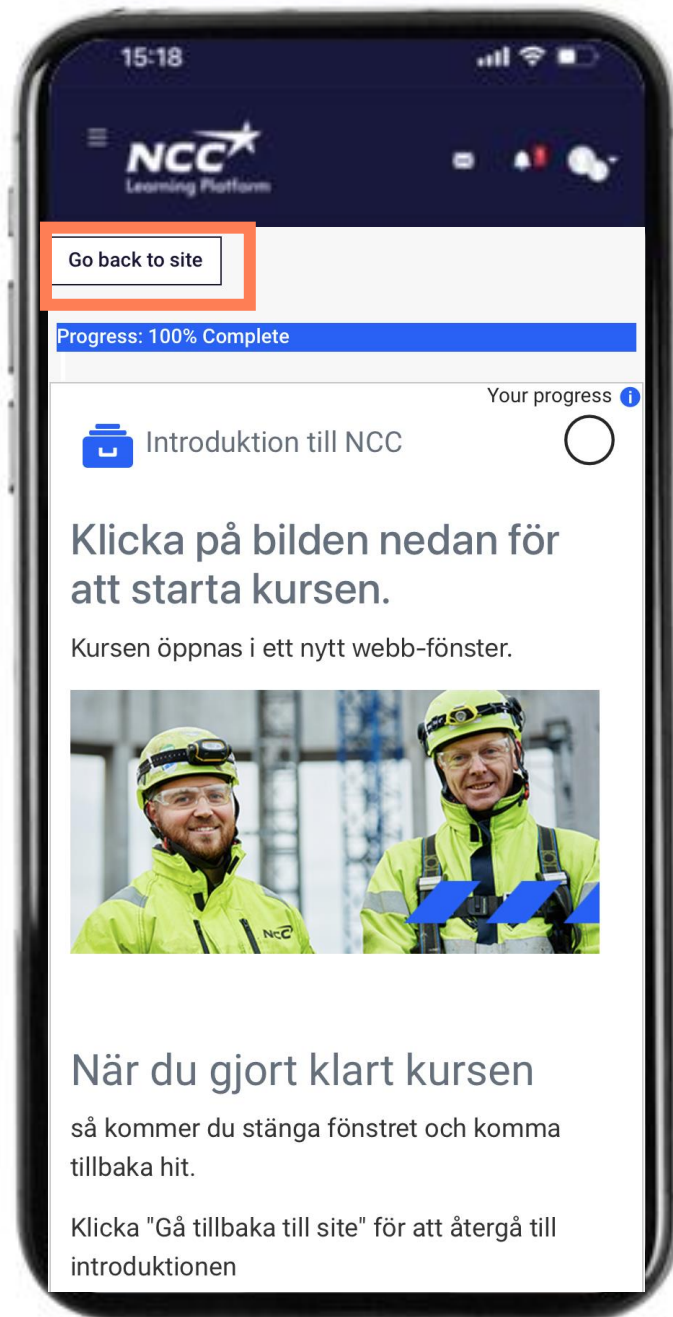 15:18
NCC
Learning Platform
Go back to site
Progress: 100% Complete
Your progress
Introduktion till NCC
Klicka på bilden nedan för
att starta kursen.
Kursen öppnas i ett nytt webb-fönster.
NCC
När du gjort klart kursen
så kommer du stänga fönstret och komma
tillbaka hit.
Klicka "Gå tillbaka till site" för att återgå till
introduktionen